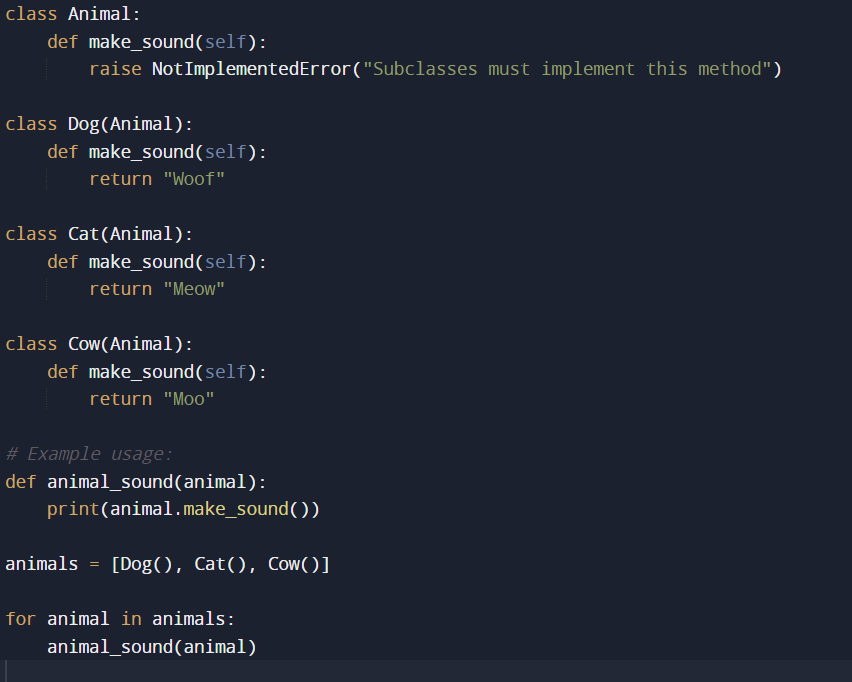 class Animal:
    def make_sound(self):
        raise NotImplementedError("Subclasses must implement this method")

class Dog(Animal):
    def make_sound(self):
        return "Woof"

class Cat(Animal):
    def make_sound(self):
        return "Meow"

class Cow(Animal):
    def make_sound(self):
        return "Moo"

# Example usage:
def animal_sound(animal):
    print(animal.make_sound())

animals = [Dog(), Cat(), Cow()]

for animal in animals:
    animal_sound(animal)